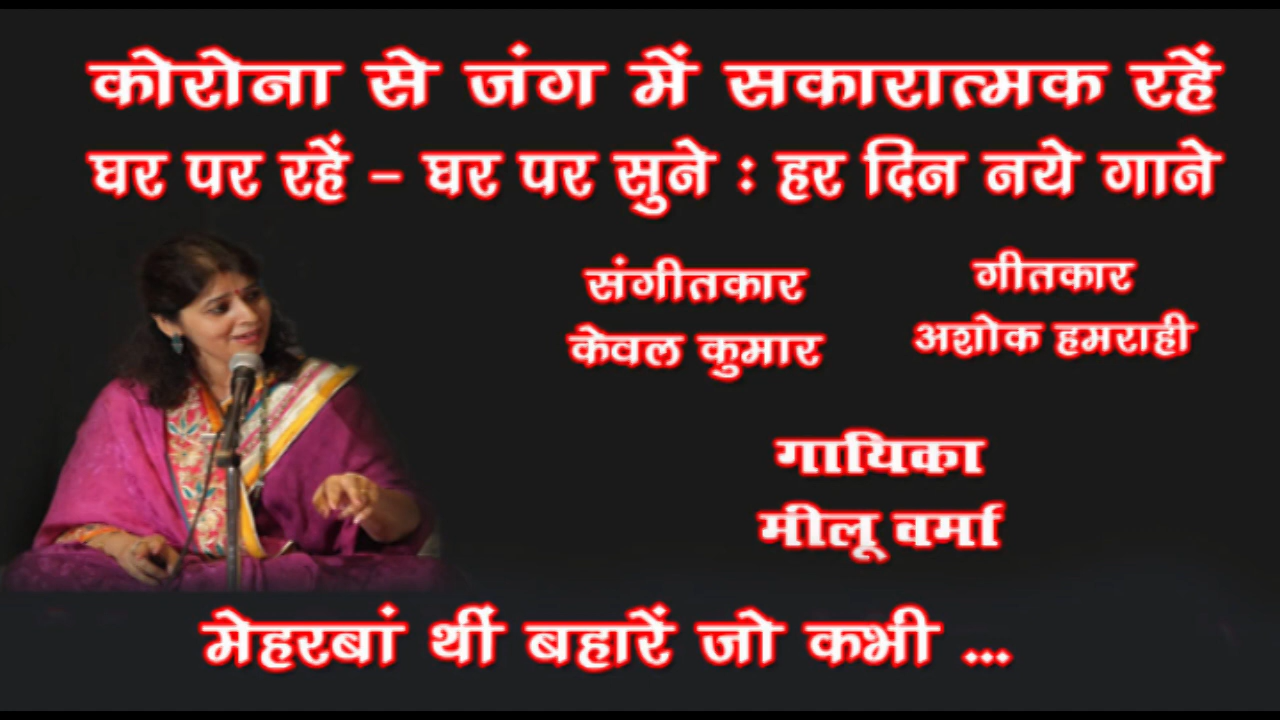 कोरोना से जंग में सकारात्मक रहें
घर पर रहें – घर पर सुने : हर दिन नये गाने
संगीतकार
केवल कुमार
गीतकार
अशोक हमराही
गायिका
मीलू वर्मा
मेहरबां थीं बहारें जो कभी ...